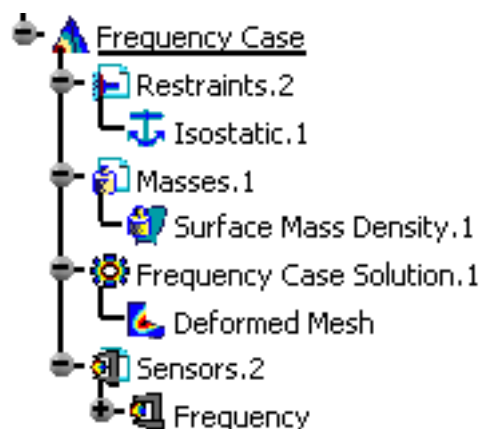 Frequency Case
Restraints.2
Isostatic.1
Masses.1
Surface Mass Density.1
Frequency Case Solution.1
Deformed Mesh
Sensors.2
Frequency